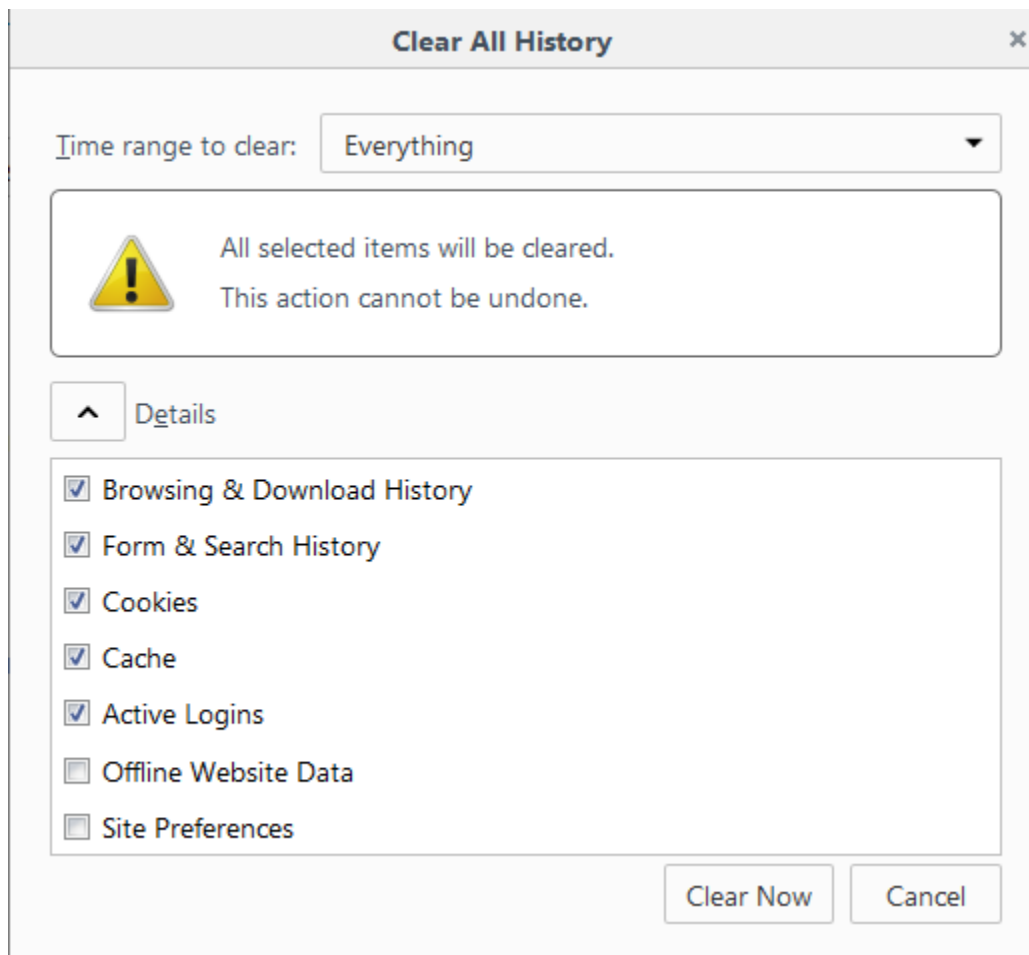 Clear All History
Time range to clear: Everything
All selected items will be cleared.
This action cannot be undone.
Details
Browsing & Download History
Form & Search History
Cookies
Cache
Active Logins
Offline Website Data
Site Preferences
Clear Now Cancel